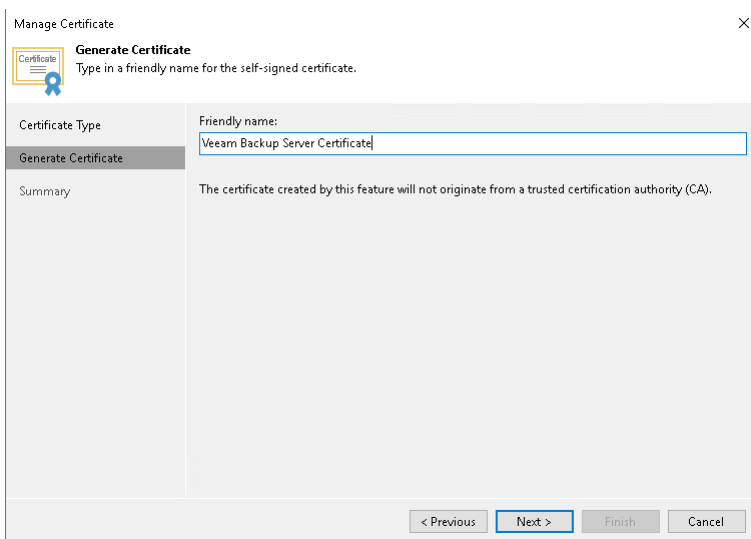 Manage Certificate
Certificate
Generate Certificate
Type in a friendly name for the self-signed certificate.
Certificate Type
Generate Certificate
Summary
Friendly name:
Veeam Backup Server Certificate
The certificate created by this feature will not originate from a trusted certification authority (CA).
< Previous
Next >
Finish
Cancel